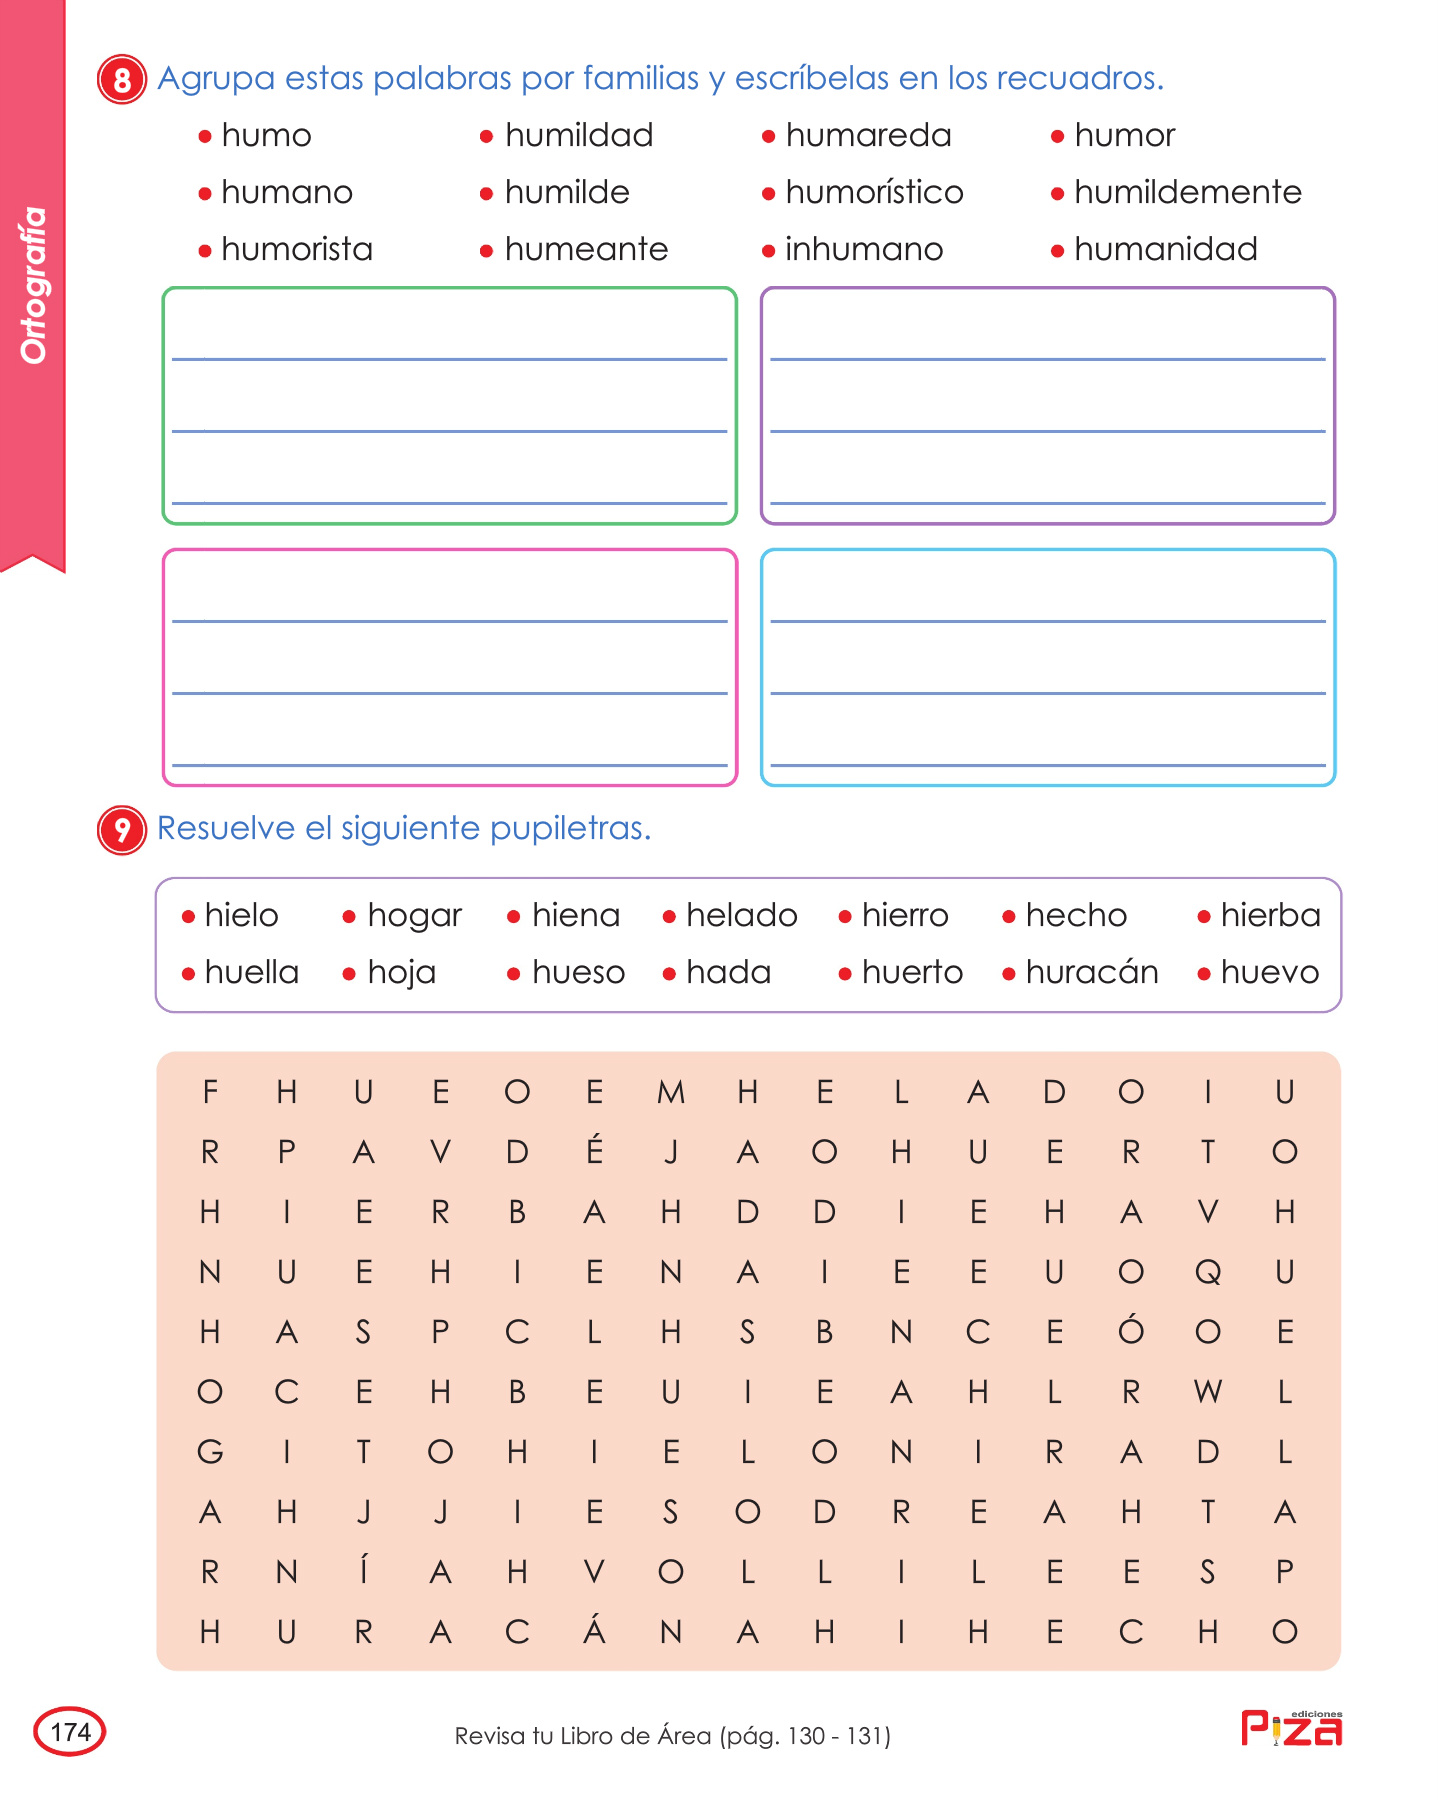 Ortografía
8 Agrupa estas palabras por familias y escríbelas en los recuadros.
• humo • humildad • humareda • humor
• humano • humilde • humorístico • humildemente
• humorista • humeante • inhumano • humanidad
9 Resuelve el siguiente pupiletras.
• hielo • hogar • hiena • helado • hierro • hecho • hierba
• huella • hoja • hueso • hada • huerto • huracán • huevo
F H U E O E M H E L A D O I U
R P A V D É J A O H U E R T O
H I E R B A H D D I E H A V H
N U E H I E N A I E E U O Q U
H A S P C L H S B N C E Ó O E
O C E H B E U I E A H L R W L
G I T O H I E L O N I R A D L
A H J J I E S O D R E A H T A
R N Í A H V O L L I L E E S P
H U R A C Á N A H I H E C H O
174
Revisa tu Libro de Área (pág. 130 - 131)
ediciones
Piza